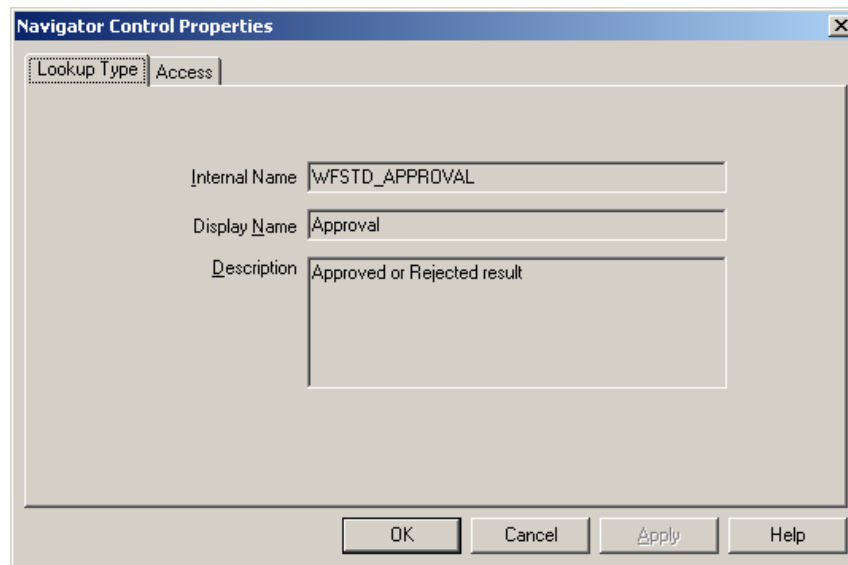 Navigator Control Properties
Lookup Type Access
Internal Name WFSTD_APPROVAL
Display Name Approval
Description Approved or Rejected result
OK Cancel Apply Help